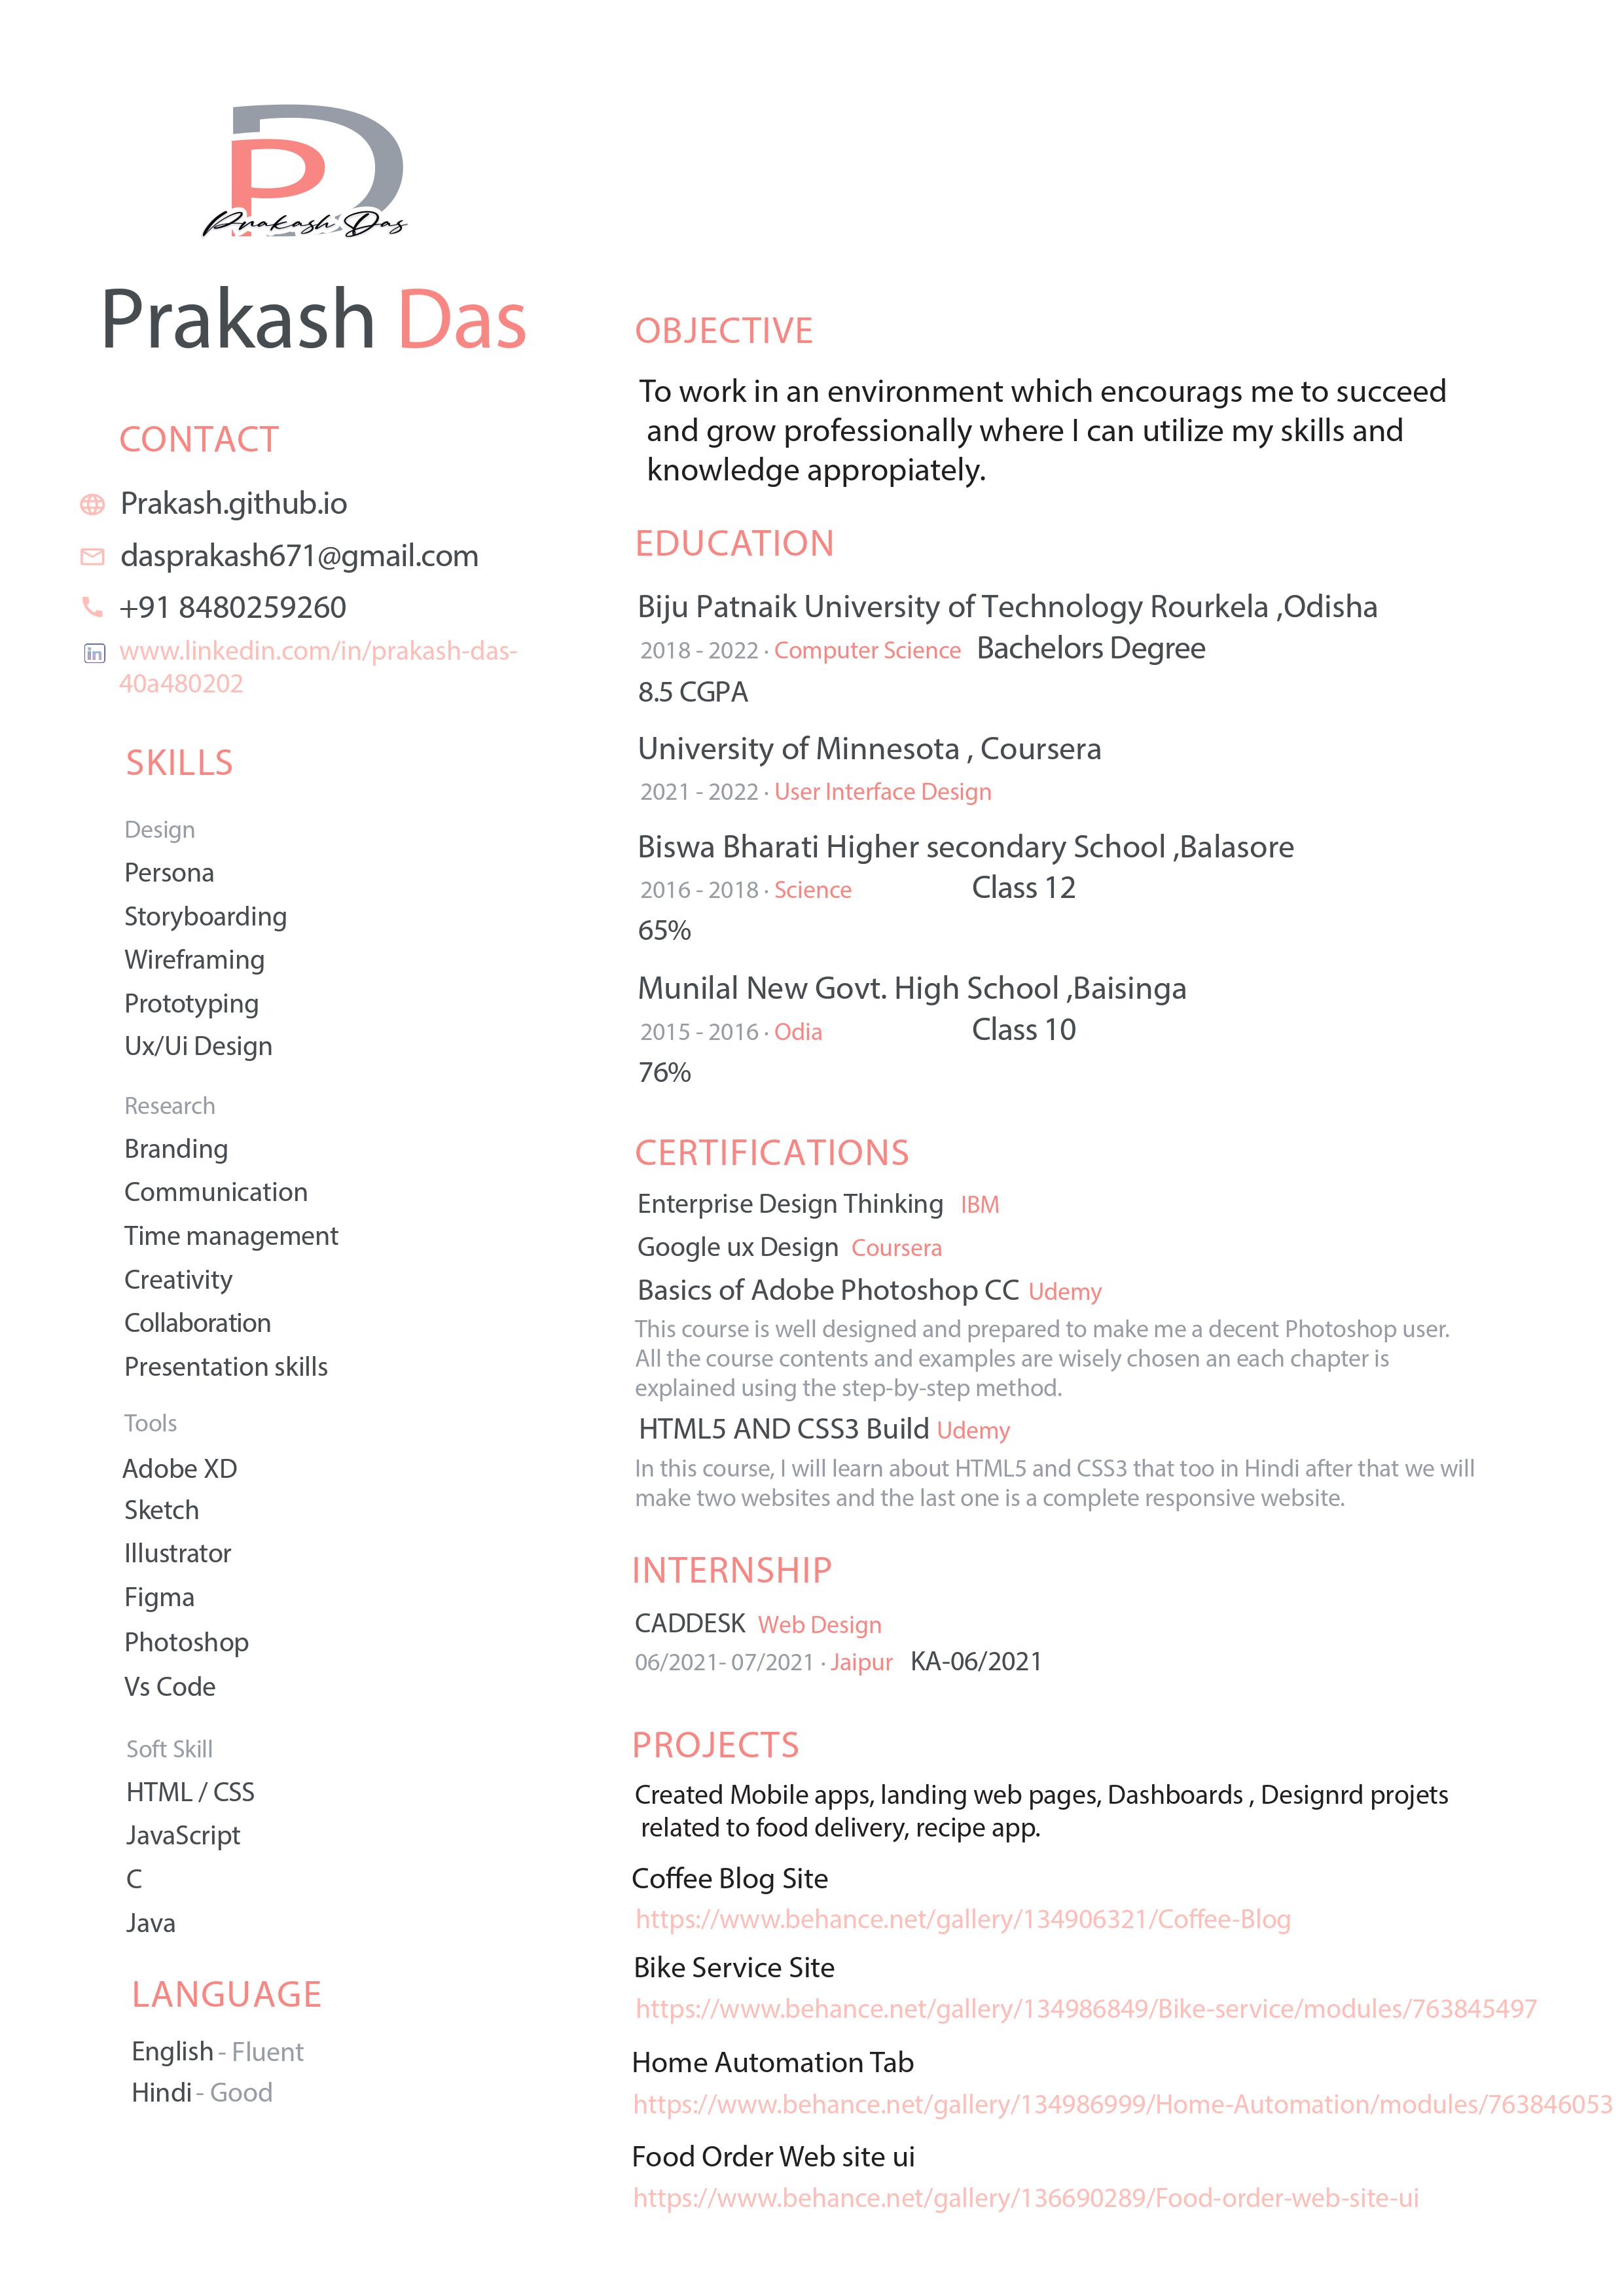 Prakash Das
Prakash Das
CONTACT
Prakash.github.io
dasprakash671@gmail.com
+91 8480259260
www.linkedin.com/in/prakash-das-
40a480202
SKILLS
Design
Persona
Storyboarding
Wireframing
Prototyping
Ux/Ui Design
Research
Branding
Communication
Time management
Creativity
Collaboration
Presentation skills
Tools
Adobe XD
Sketch
Illustrator
Figma
Photoshop
Vs Code
Soft Skill
HTML / CSS
JavaScript
C
Java
LANGUAGE
English - Fluent
Hindi - Good
OBJECTIVE
To work in an environment which encourags me to succeed
and grow professionally where I can utilize my skills and
knowledge appropiately.
EDUCATION
Biju Patnaik University of Technology Rourkela ,Odisha
2018 - 2022 · Computer Science Bachelors Degree
8.5 CGPA
University of Minnesota , Coursera
2021 - 2022 · User Interface Design
Biswa Bharati Higher secondary School ,Balasore
2016 - 2018 · Science Class 12
65%
Munilal New Govt. High School ,Baisinga
2015 - 2016 · Odia Class 10
76%
CERTIFICATIONS
Enterprise Design Thinking IBM
Google ux Design Coursera
Basics of Adobe Photoshop CC Udemy
This course is well designed and prepared to make me a decent Photoshop user.
All the course contents and examples are wisely chosen an each chapter is
explained using the step-by-step method.
HTML5 AND CSS3 Build Udemy
In this course, I will learn about HTML5 and CSS3 that too in Hindi after that we will
make two websites and the last one is a complete responsive website.
INTERNSHIP
CADDESK Web Design
06/2021- 07/2021 · Jaipur KA-06/2021
PROJECTS
Created Mobile apps, landing web pages, Dashboards , Designrd projets
related to food delivery, recipe app.
Coffee Blog Site
https://www.behance.net/gallery/134906321/Coffee-Blog
Bike Service Site
https://www.behance.net/gallery/134986849/Bike-service/modules/763845497
Home Automation Tab
https://www.behance.net/gallery/134986999/Home-Automation/modules/763846053
Food Order Web site ui
https://www.behance.net/gallery/136690289/Food-order-web-site-ui